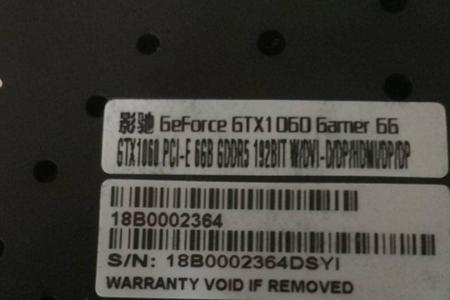 影驰 GeForce GTX1060 Gamer 6G
GTX1060 PCI-E 6GB GDDR5 192BIT W/DVI-D/DP/HDMI/DP/DP
18B0002364
S/N: 18B0002364DSYI
WARRANTY VOID IF REMOVED